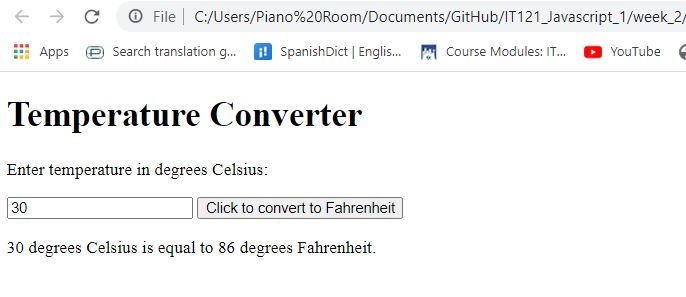 File C:/Users/Piano%20Room/Documents/GitHub/IT121_Javascript_1/week_2/
Apps Search translation g... SpanishDict | Englis... Course Modules: IT... YouTube
Temperature Converter
Enter temperature in degrees Celsius:
30 Click to convert to Fahrenheit
30 degrees Celsius is equal to 86 degrees Fahrenheit.